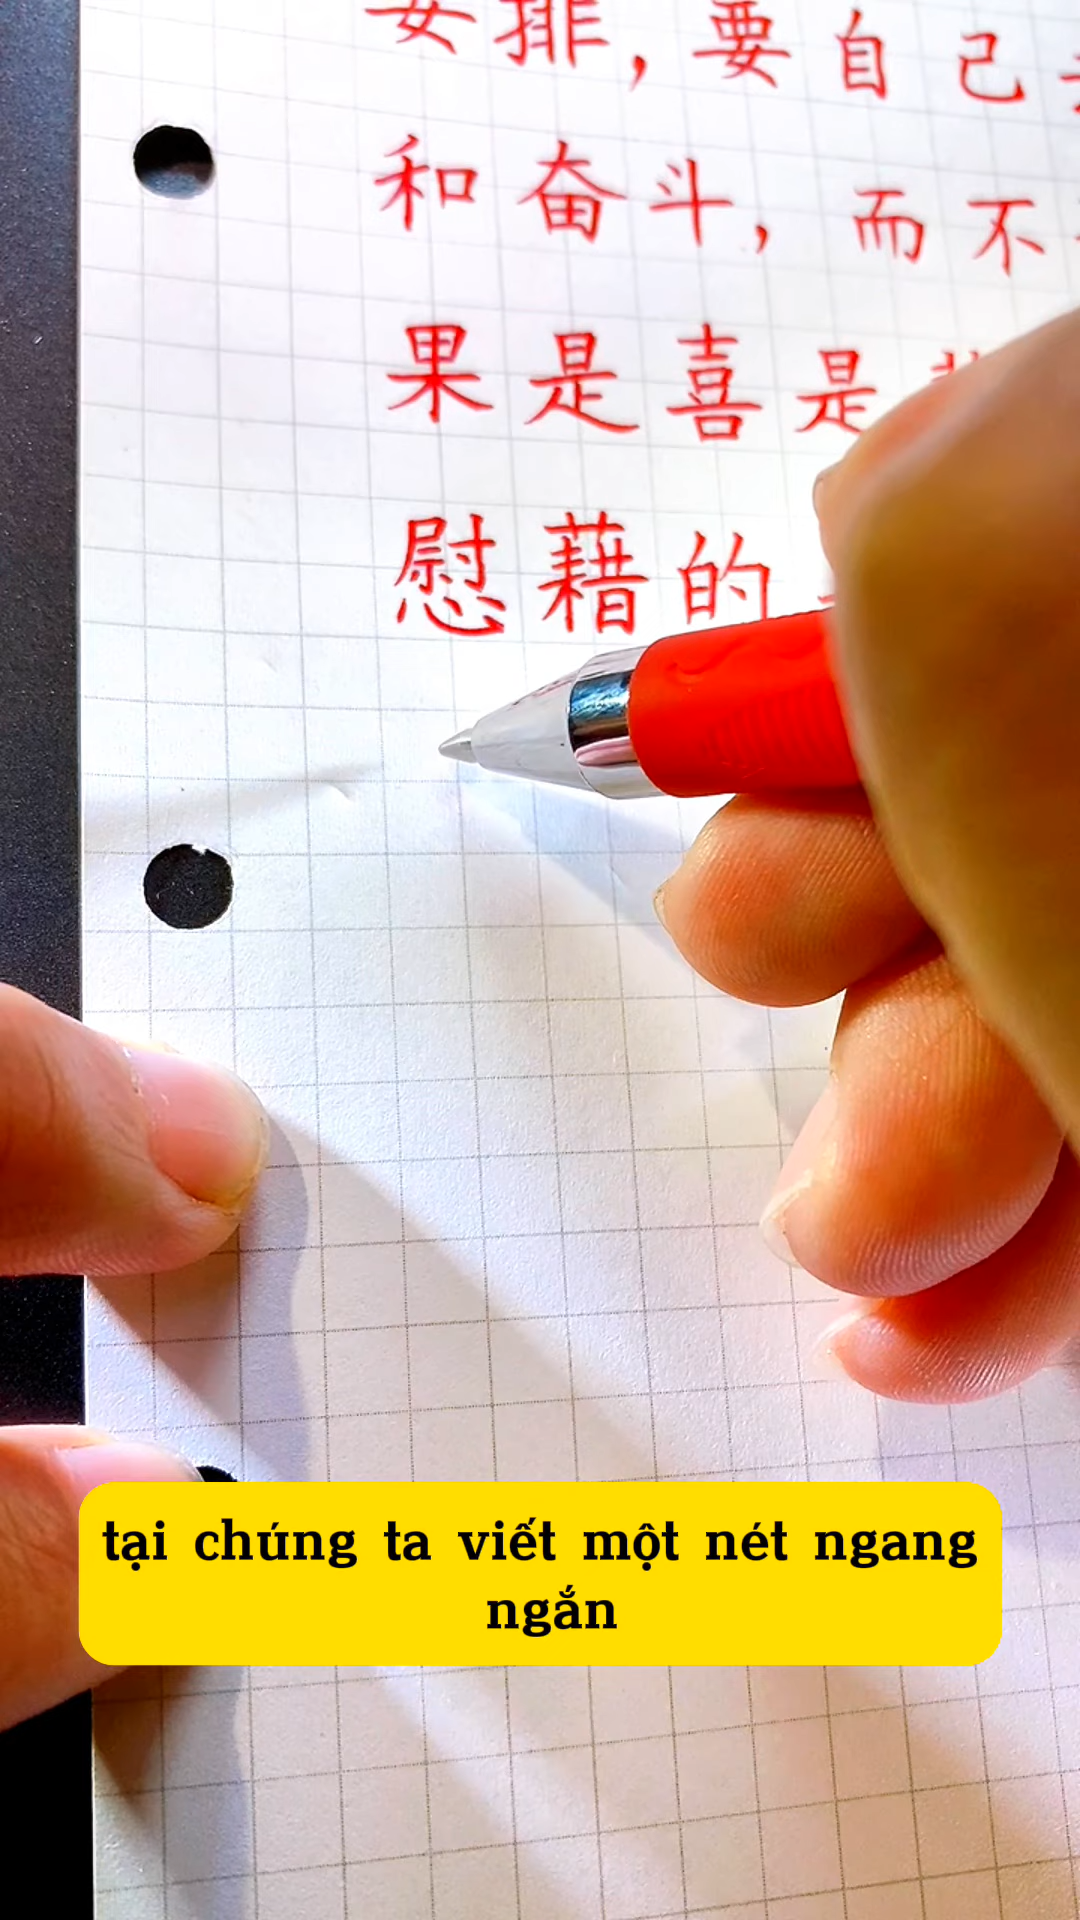 安排，要自己
和奋斗，而不
果是喜是
慰藉的
tại chúng ta viết một nét ngang
ngắn